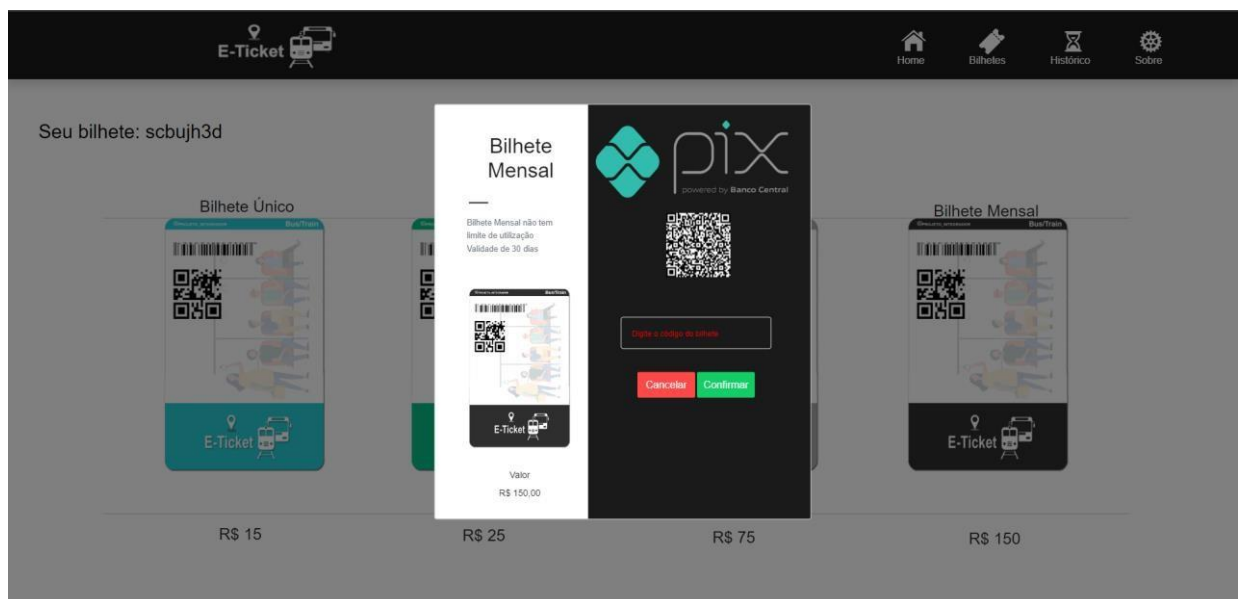 E-Ticket
Home
Bilhetes
Histórico
Sobre
Seu bilhete: scbujh3d
Bilhete Único
Bus/Train
E-Ticket
R$ 15
R$ 25
R$ 75
Bilhete Mensal
Bus/Train
E-Ticket
R$ 150
Bilhete
Mensal
Bilhete Mensal não tem
limite de utilização
Validade de 30 dias
Bus/Train
E-Ticket
Valor
R$ 150,00
pix
powered by Banco Central
Digite o código do bilhete
Cancelar
Confirmar